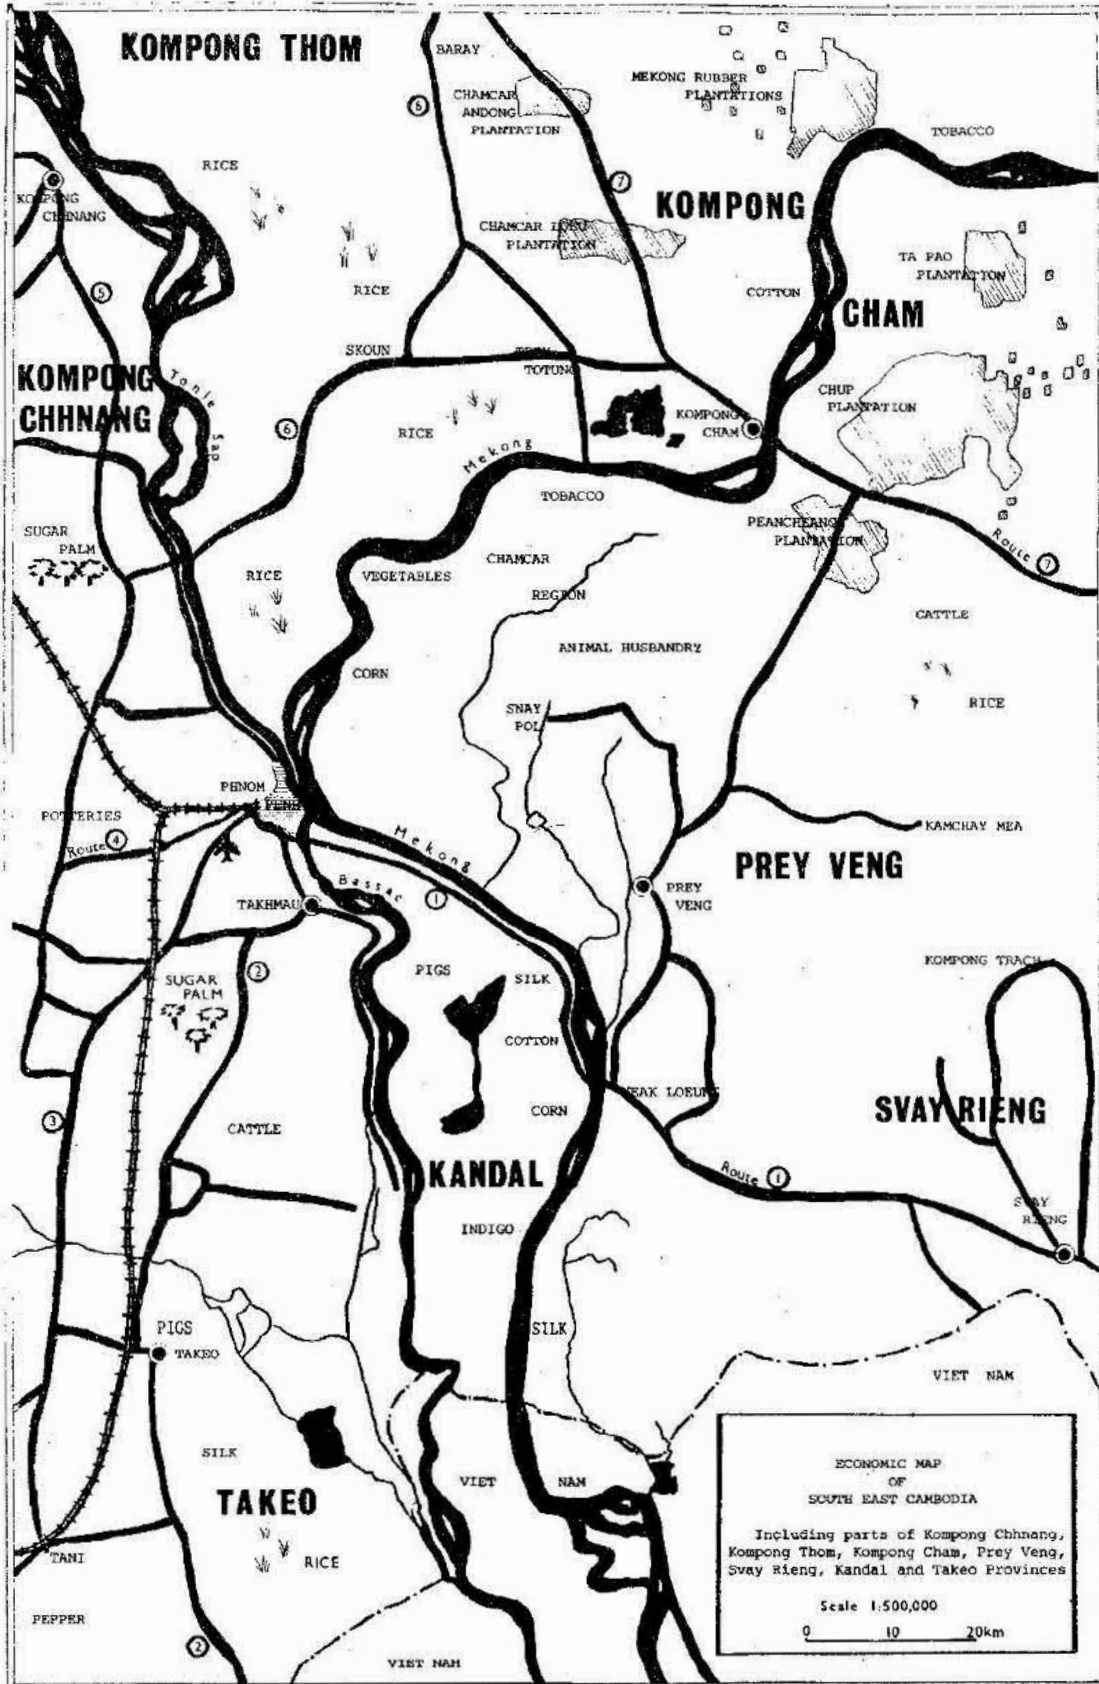 KOMPONG THOM
BARAY
6
CHAMCAR
ANDONG
PLANTATION
MEKONG RUBBER
PLANTATIONS
TOBACCO
RICE
7
KOMPONG
CHHNANG
KOMPONG
CHAM
CHAMCAR LOEU
PLANTATION
TA PAO
PLANTATION
5
RICE
COTTON
SKOUN
TOTUNG
KOMPONG
CHHNANG
Tonle
Sap
6
RICE
KOMPONG
CHAM
CHUP
PLANTATION
Mekong
TOBACCO
PEANCHEANG
PLANTATION
Route 7
SUGAR
PALM
RICE
VEGETABLES
CHAMCAR
REGION
CATTLE
ANIMAL HUSBANDRY
CORN
SNAY
POL
RICE
PHNOM
PENH
POTTERIES
Route 4
Mekong
KAMCHAY MEA
PREY VENG
Bassac
1
PREY
VENG
TAKHMAU
2
PIGS
SILK
KOMPONG TRACH
SUGAR
PALM
COTTON
NEAK LOEUNG
CORN
SVAY RIENG
3
CATTLE
KANDAL
Route 1
SVAY
RIENG
INDIGO
PIGS
TAKEO
SILK
VIET NAM
SILK
VIET NAM
TAKEO
RICE
TANI
PEPPER
2
VIET NAM
ECONOMIC MAP
OF
SOUTH EAST CAMBODIA
Including parts of Kompong Chhnang,
Kompong Thom, Kompong Cham, Prey Veng,
Svay Rieng, Kandal and Takeo Provinces
Scale 1:500,000
0 10 20km